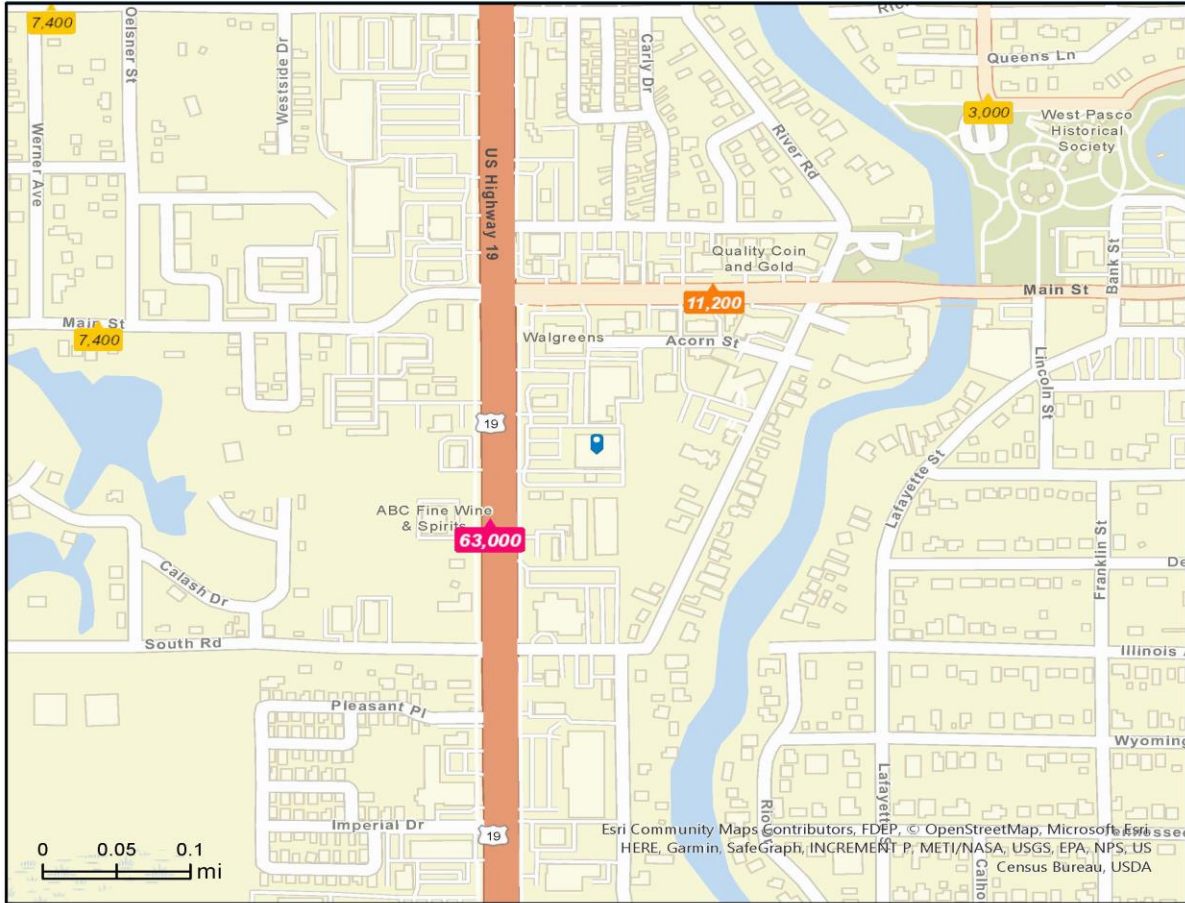 7,400
Oelsner St
Westside Dr
Werner Ave
US Highway 19
Carly Dr
River Rd
Queens Ln
3,000
West Pasco
Historical
Society
Bank St
Quality Coin
and Gold
Main St
11,200
Main St
7,400
Walgreens
Acorn St
Lincoln St
19
Lafayette St
ABC Fine Wine
& Spirits
63,000
Franklin St
De
Calash Dr
South Rd
Illinois A
Pleasant Pl
Wyoming
Lafayette S
Imperial Dr
19
Calho
0 0.05 0.1
mi
Esri Community Maps Contributors, FDEP, © OpenStreetMap, Microsoft, Esri,
HERE, Garmin, SafeGraph, INCREMENT P, METI/NASA, USGS, EPA, NPS, US
Census Bureau, USDA